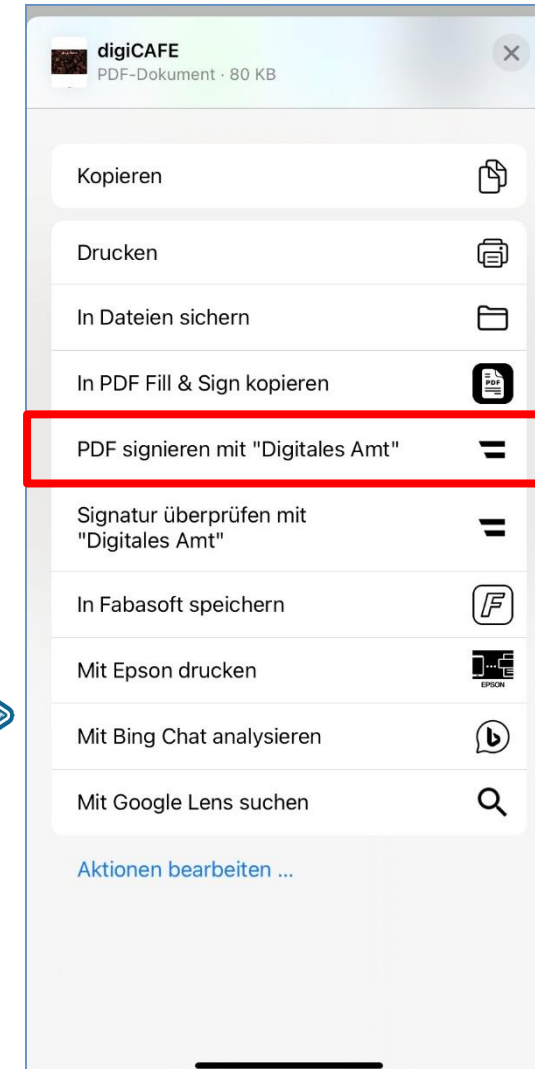 digiCAFE
PDF-Dokument · 80 KB
Kopieren
Drucken
In Dateien sichern
In PDF Fill & Sign kopieren
PDF
PDF signieren mit "Digitales Amt"
Signatur überprüfen mit
"Digitales Amt"
In Fabasoft speichern
F
Mit Epson drucken
EPSON
Mit Bing Chat analysieren
b
Mit Google Lens suchen
Aktionen bearbeiten ...